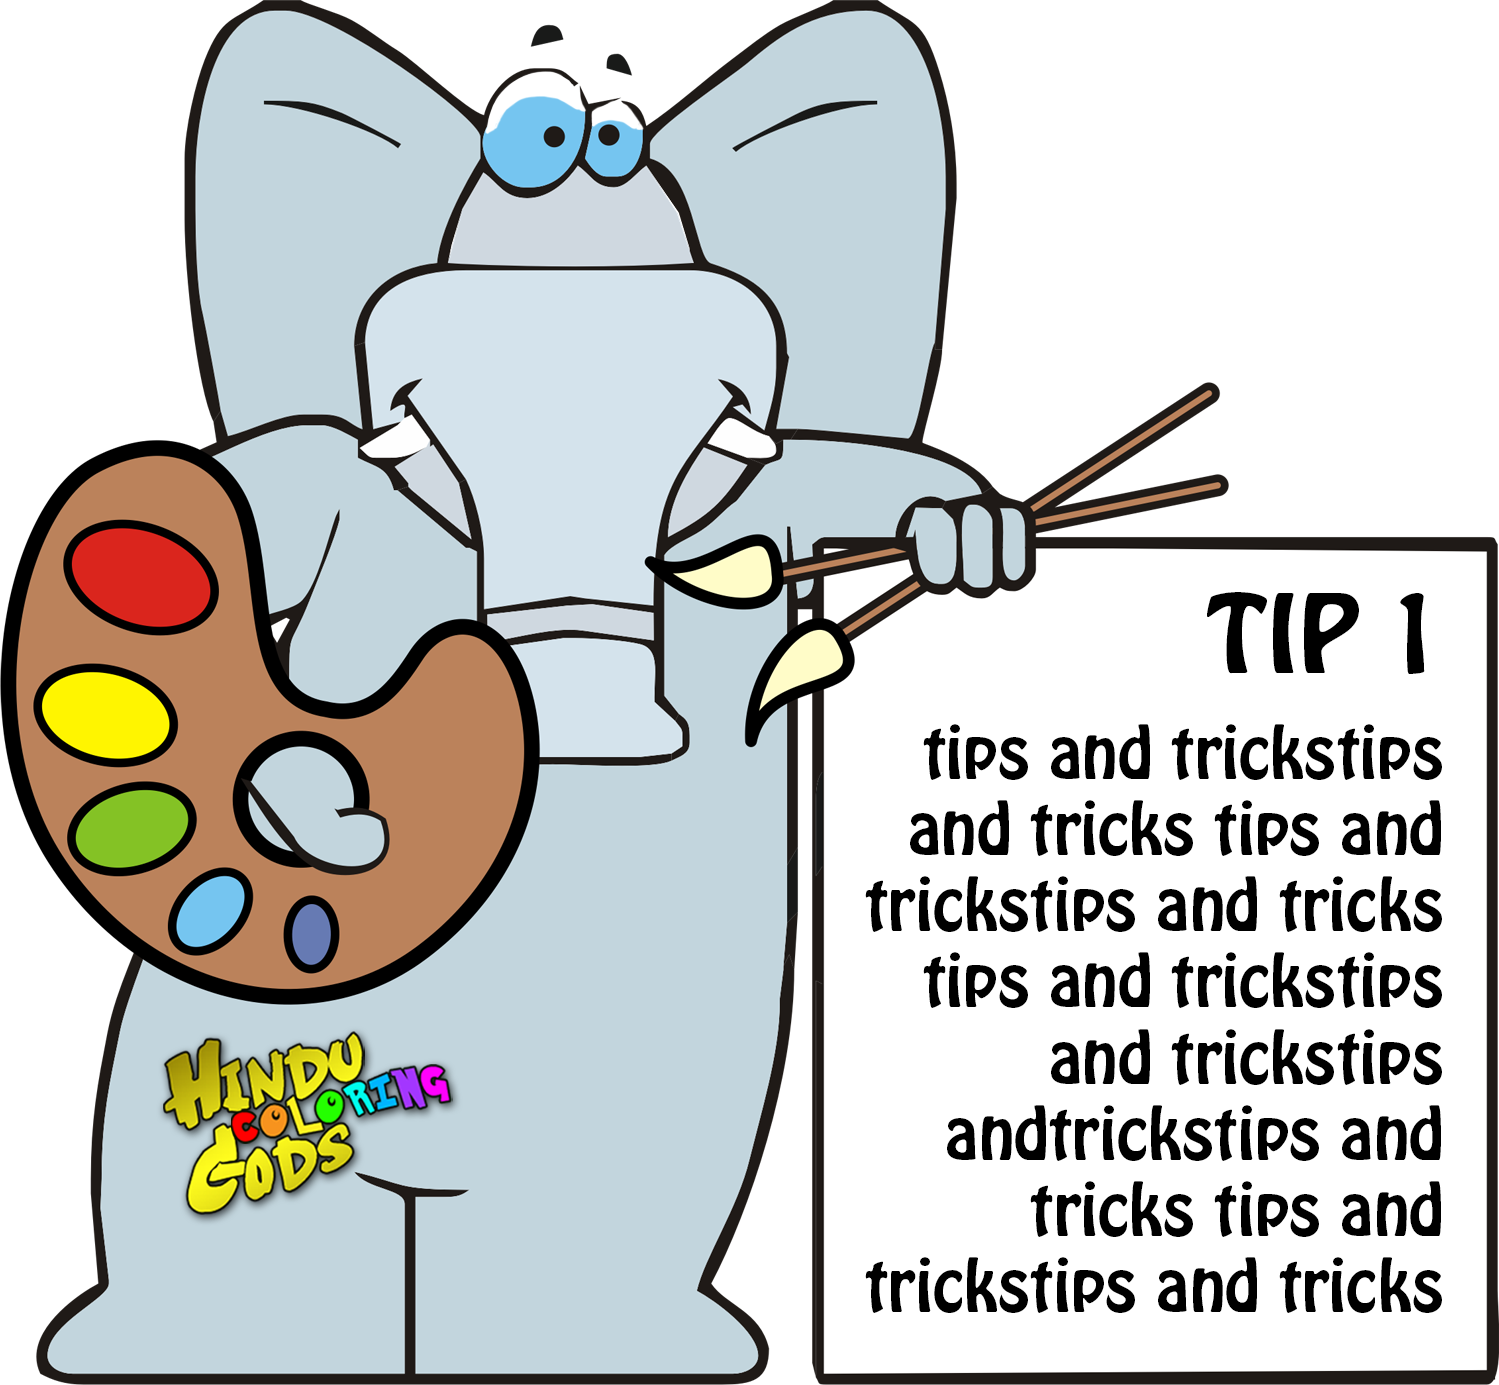 TIP 1
tips and trickstips
and tricks tips and
trickstips and tricks
tips and trickstips
and trickstips
andtrickstips and
tricks tips and
trickstips and tricks
HINDU
COLORING
GODS